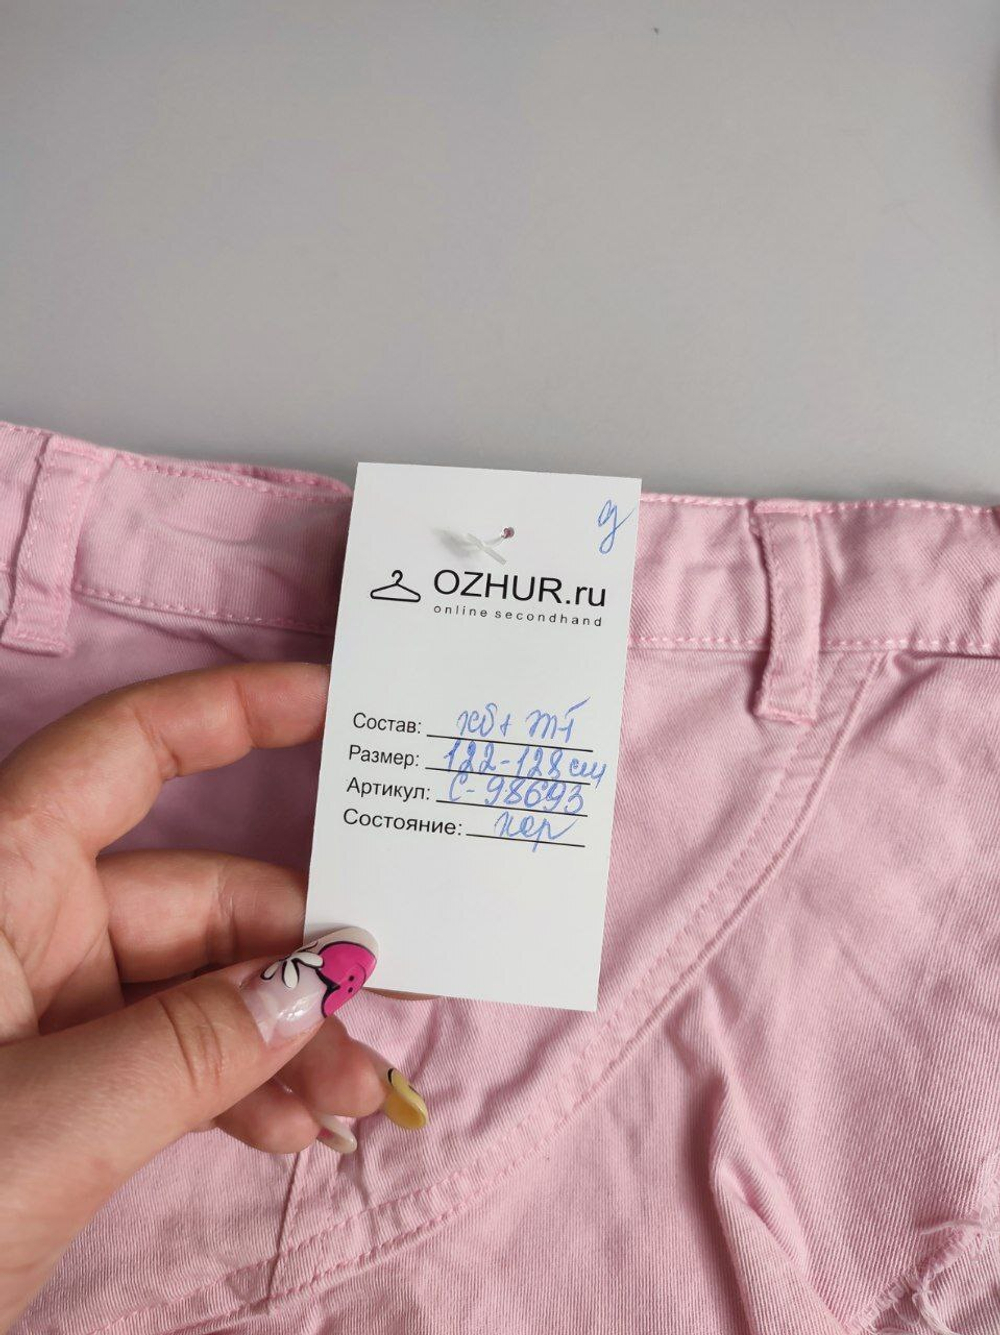 д
OZHUR.ru
online secondhand
Состав: хб + эл-т
Размер: 122-128 см
Артикул: С-98693
Состояние: хор